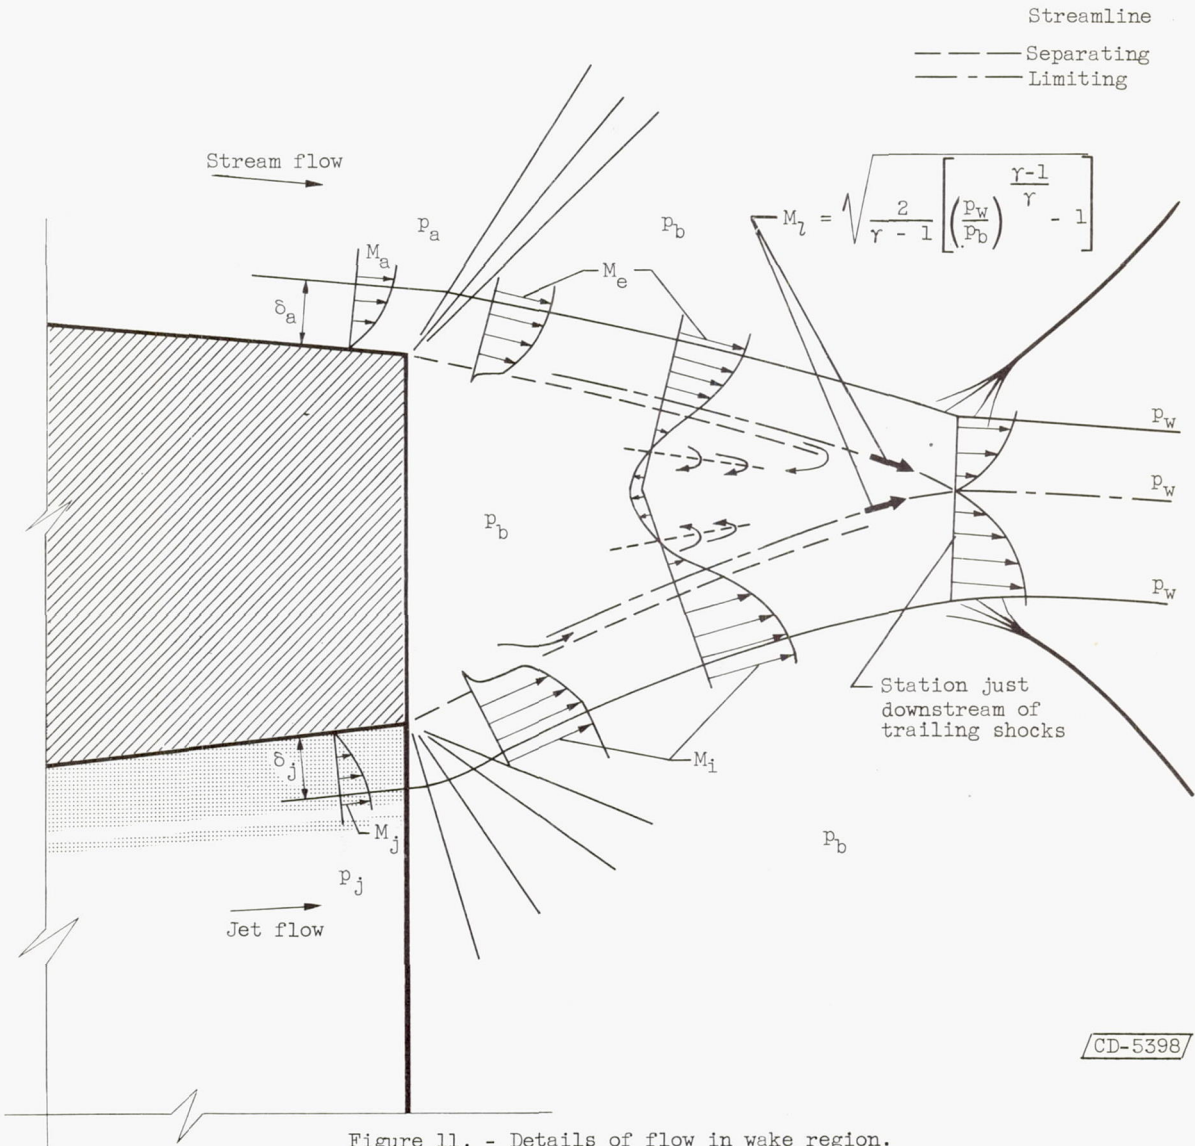 Streamline
Separating
Limiting
Stream flow
p_a
p_b
M_l = √(2/(γ - 1) [(p_w/p_b)^((γ-1)/γ) - 1])
M_a
M_e
δ_a
p_w
p_w
p_b
p_w
Station just
downstream of
trailing shocks
δ_j
M_i
M_j
p_b
p_j
Jet flow
CD-5398
Figure 11. - Details of flow in wake region.